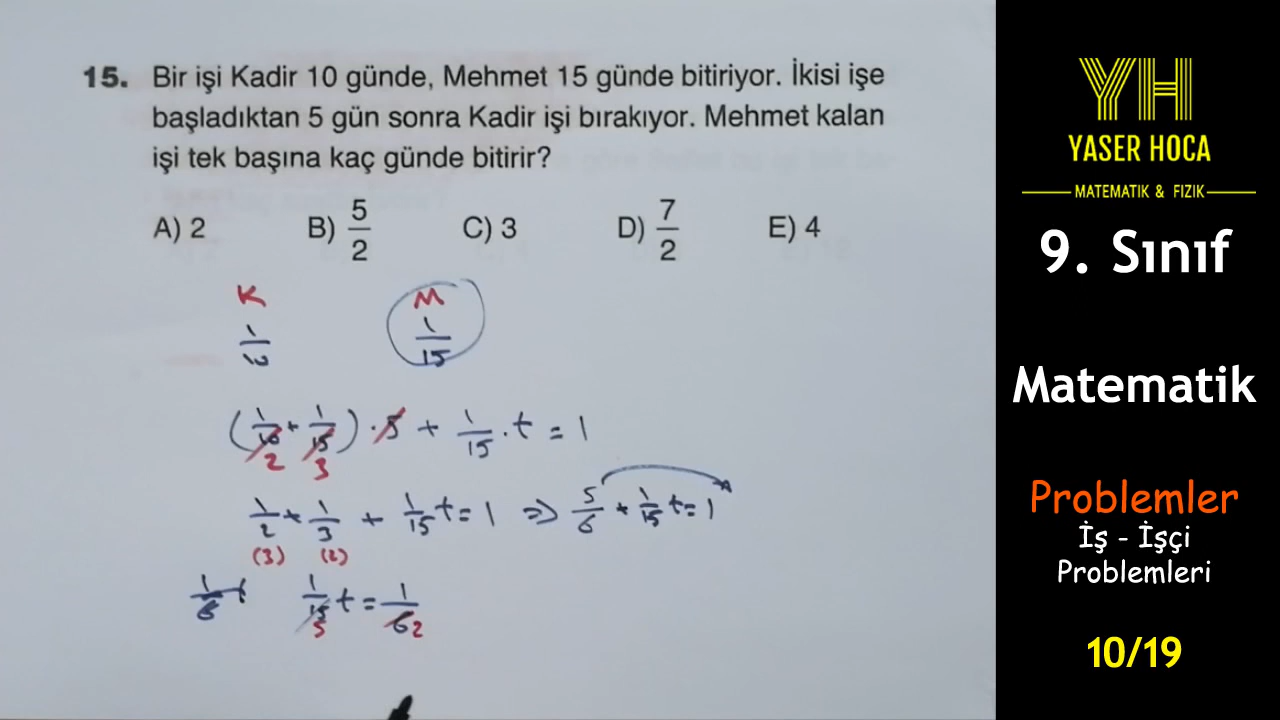 15. Bir işi Kadir 10 günde, Mehmet 15 günde bitiriyor. İkisi işe
başladıktan 5 gün sonra Kadir işi bırakıyor. Mehmet kalan
işi tek başına kaç günde bitirir?
A) 2 B) 5/2 C) 3 D) 7/2 E) 4
K M
1/10 1/15
(1/10 + 1/15) · 5 + 1/15 · t = 1
2 3
1/2 + 1/3 + 1/15 t = 1 ⇒ 5/6 + 1/15 t = 1
(3) (2)
1/15 t = 1/6
5 2
YH
YASER HOCA
MATEMATIK & FIZIK
9. Sınıf
Matematik
Problemler
İş - İşçi
Problemleri
10/19